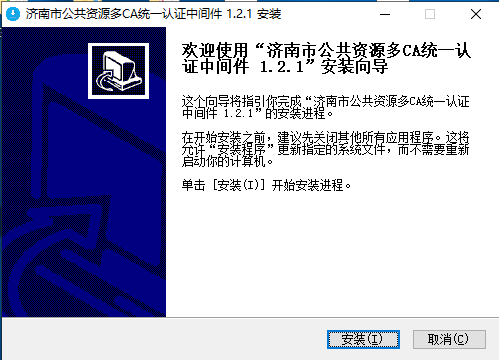 济南市公共资源多CA统一认证中间件 1.2.1 安装
欢迎使用“济南市公共资源多CA统一认
证中间件 1.2.1”安装向导
这个向导将指引你完成“济南市公共资源多CA统一认证
中间件 1.2.1”的安装进程。
在开始安装之前，建议先关闭其他所有应用程序。这将
允许“安装程序”更新指定的系统文件，而不需要重新
启动你的计算机。
单击 [安装(I)] 开始安装进程。
安装(I)
取消(C)